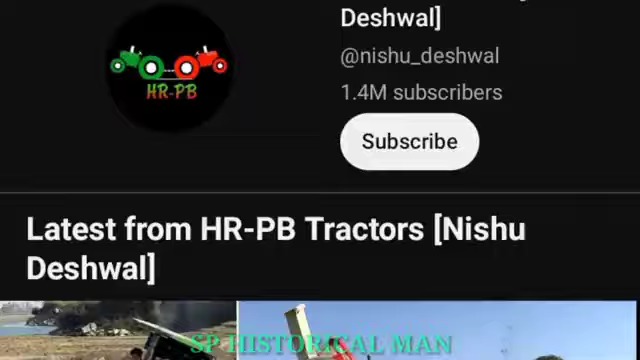 Deshwal]
@nishu_deshwal
1.4M subscribers
HR-PB
Subscribe
Latest from HR-PB Tractors [Nishu
Deshwal]
SP HISTORICAL MAN